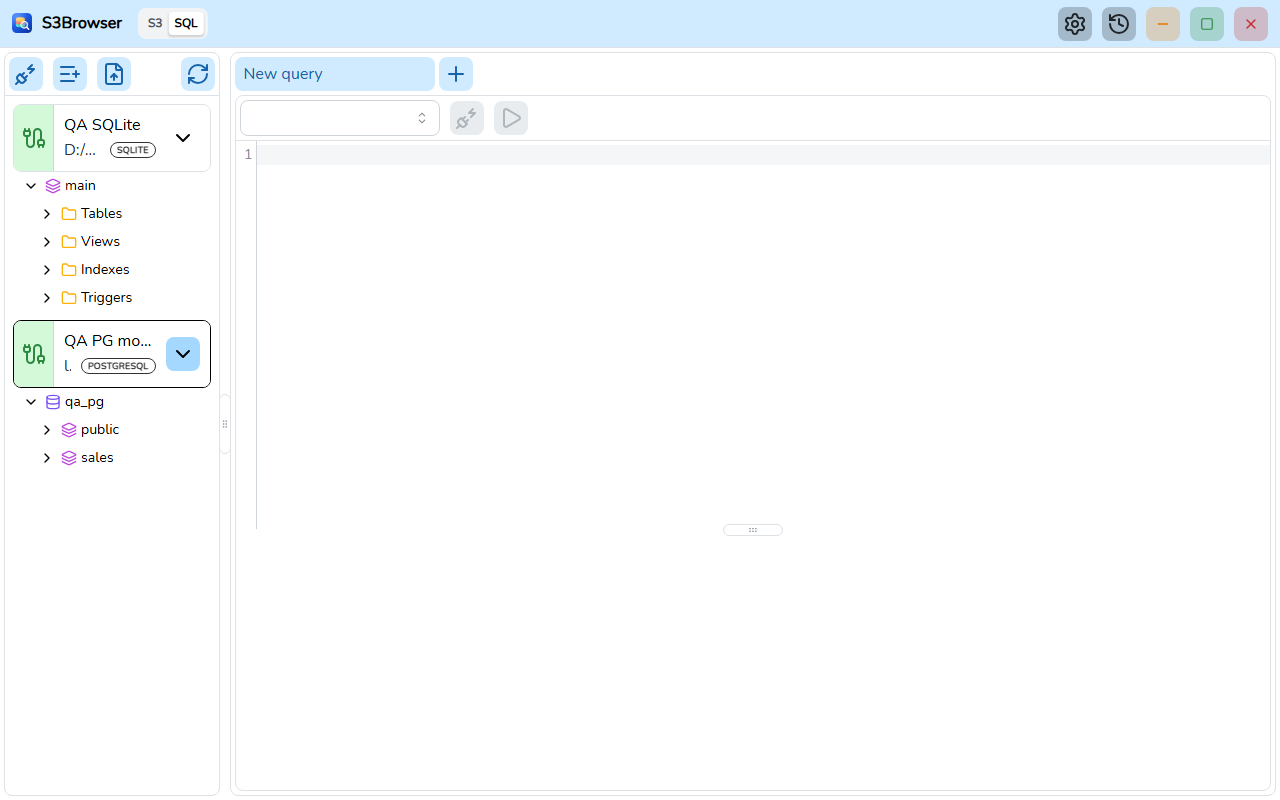 S3Browser
S3 SQL
New query
QA SQLite
D:/... SQLITE
main
Tables
Views
Indexes
Triggers
QA PG mo...
l. POSTGRESQL
qa_pg
public
sales
1